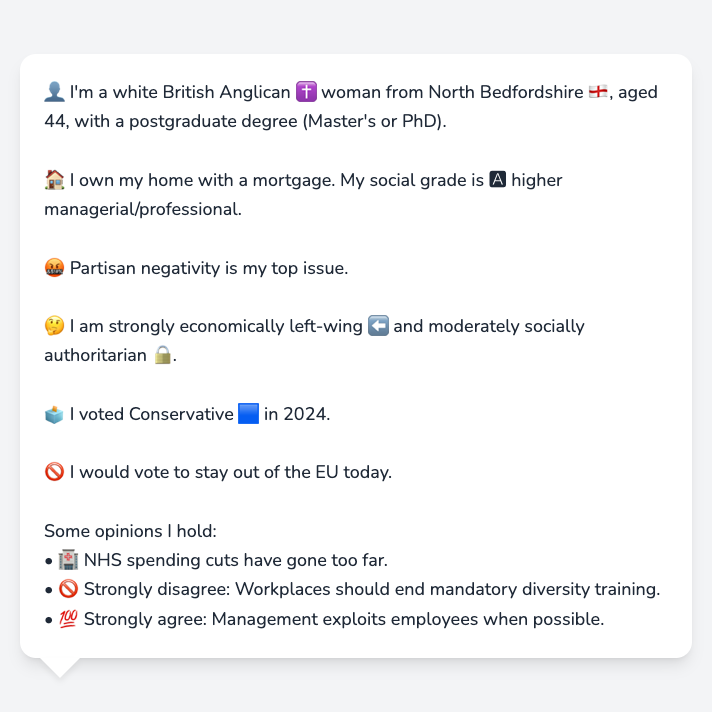 👤 I'm a white British Anglican ✝️ woman from North Bedfordshire 🏴󠁧󠁢󠁥󠁮󠁧󠁿, aged
44, with a postgraduate degree (Master's or PhD).
🏠 I own my home with a mortgage. My social grade is 🅰 higher
managerial/professional.
🤬 Partisan negativity is my top issue.
🤔 I am strongly economically left-wing ⬅️ and moderately socially
authoritarian 🔒.
🗳️ I voted Conservative 🟦 in 2024.
🚫 I would vote to stay out of the EU today.
Some opinions I hold:
• 🏥 NHS spending cuts have gone too far.
• 🚫 Strongly disagree: Workplaces should end mandatory diversity training.
• 💯 Strongly agree: Management exploits employees when possible.